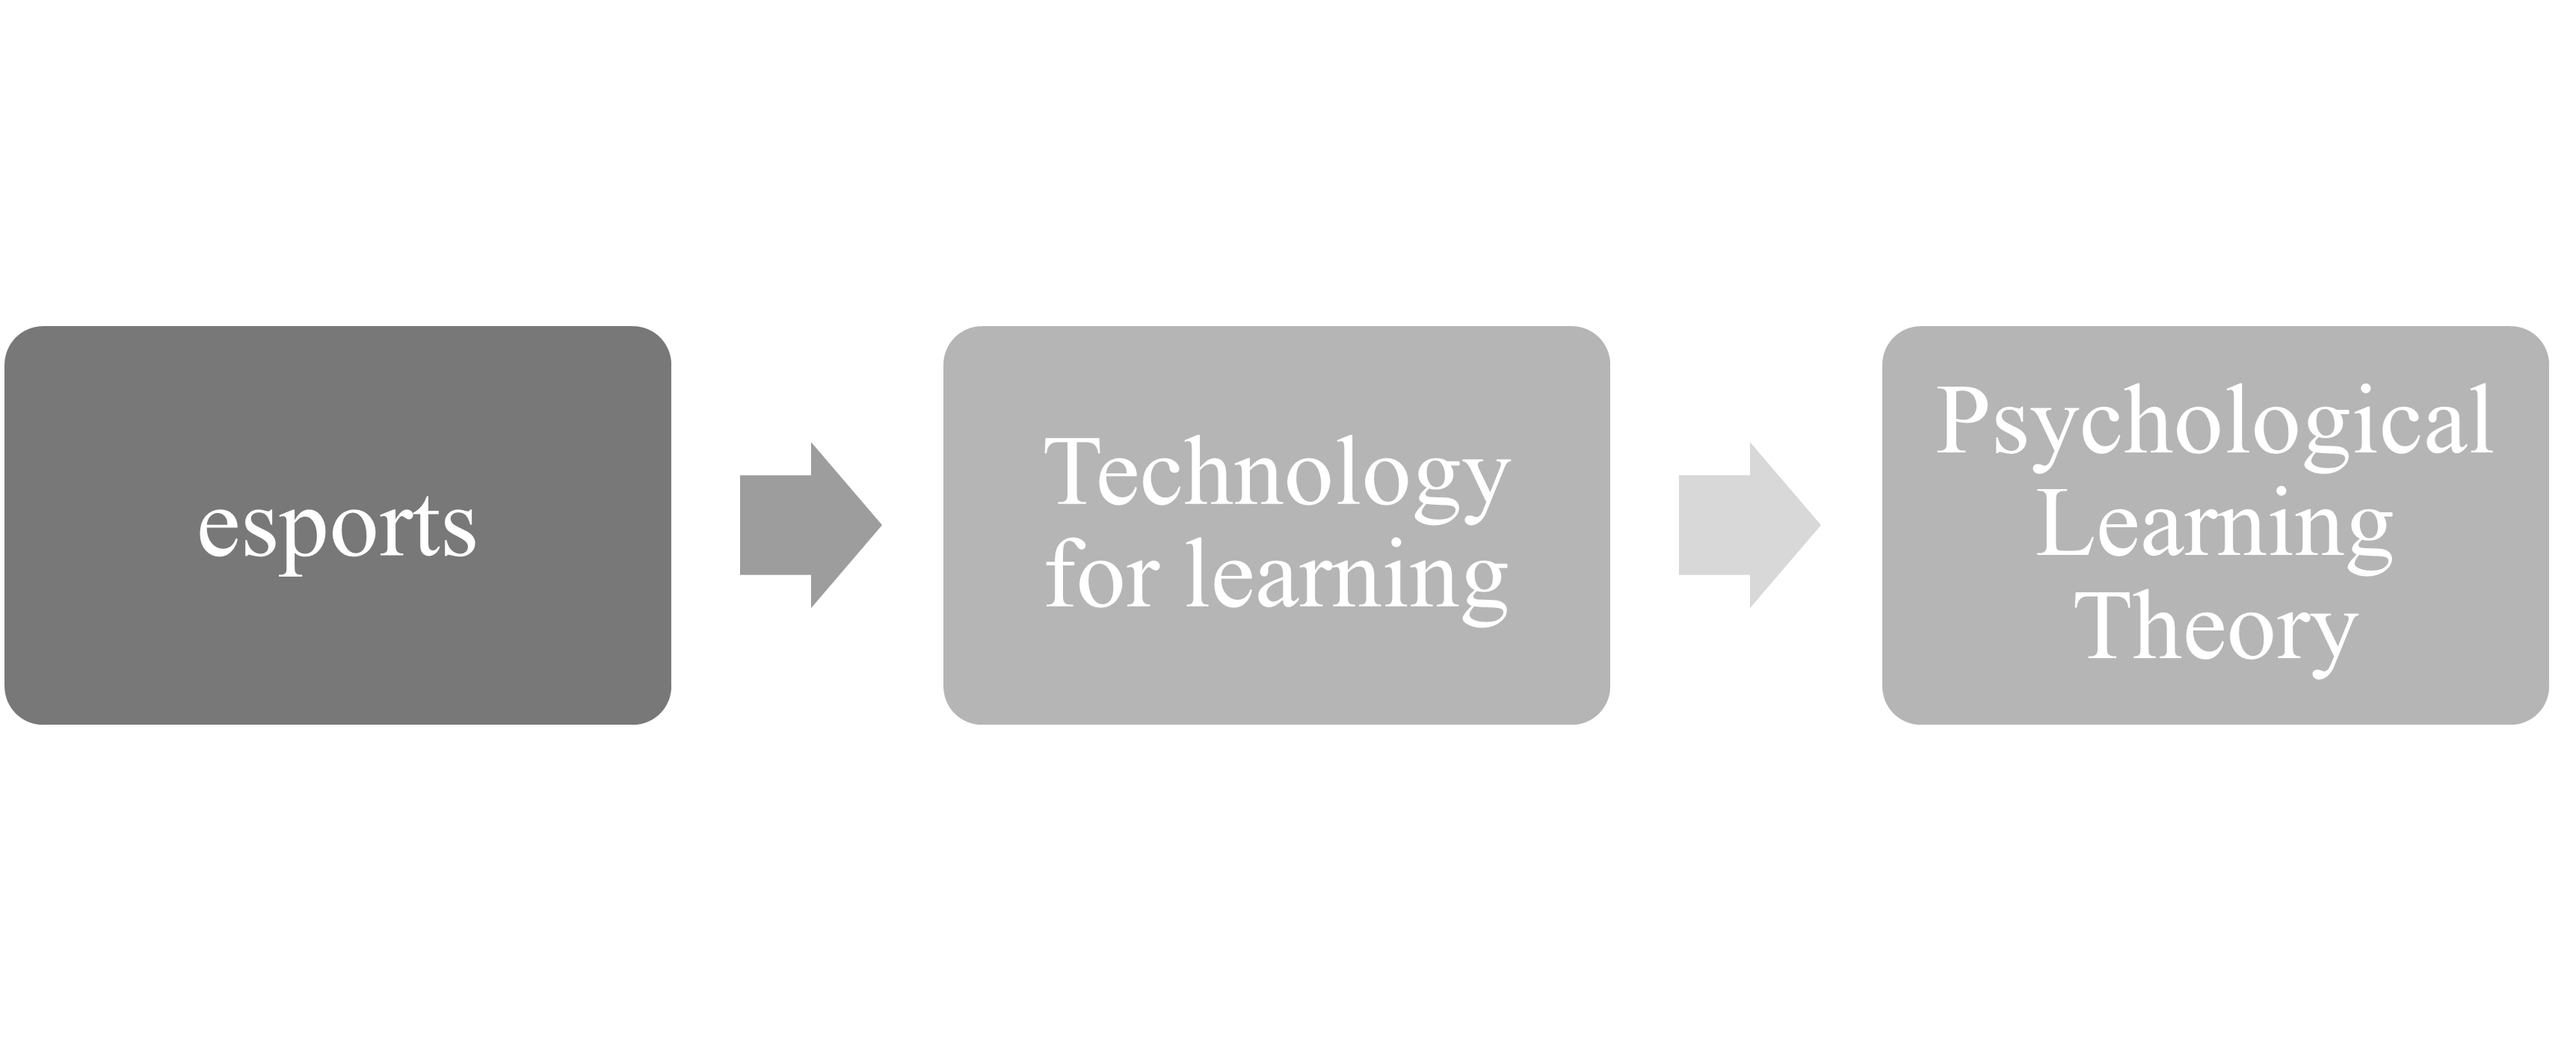 esports
Technology
for learning
Psychological
Learning
Theory